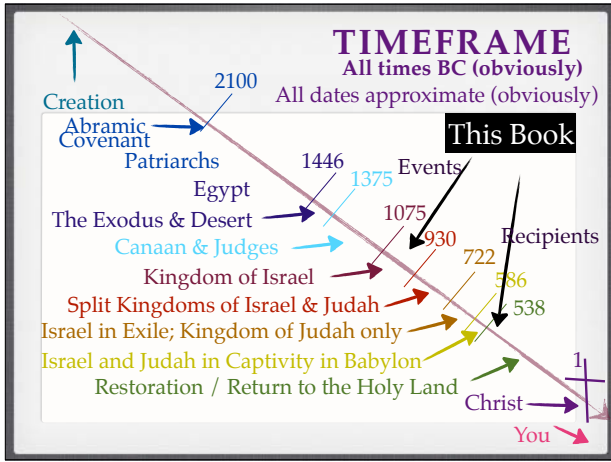 TIMEFRAME
All times BC (obviously)
All dates approximate (obviously)
Creation
2100
This Book
Abramic
Covenant
Patriarchs
1446
Events
Egypt
1375
The Exodus & Desert
1075
Canaan & Judges
930
Recipients
722
Kingdom of Israel
586
Split Kingdoms of Israel & Judah
538
Israel in Exile; Kingdom of Judah only
Israel and Judah in Captivity in Babylon
1
Restoration / Return to the Holy Land
Christ
You